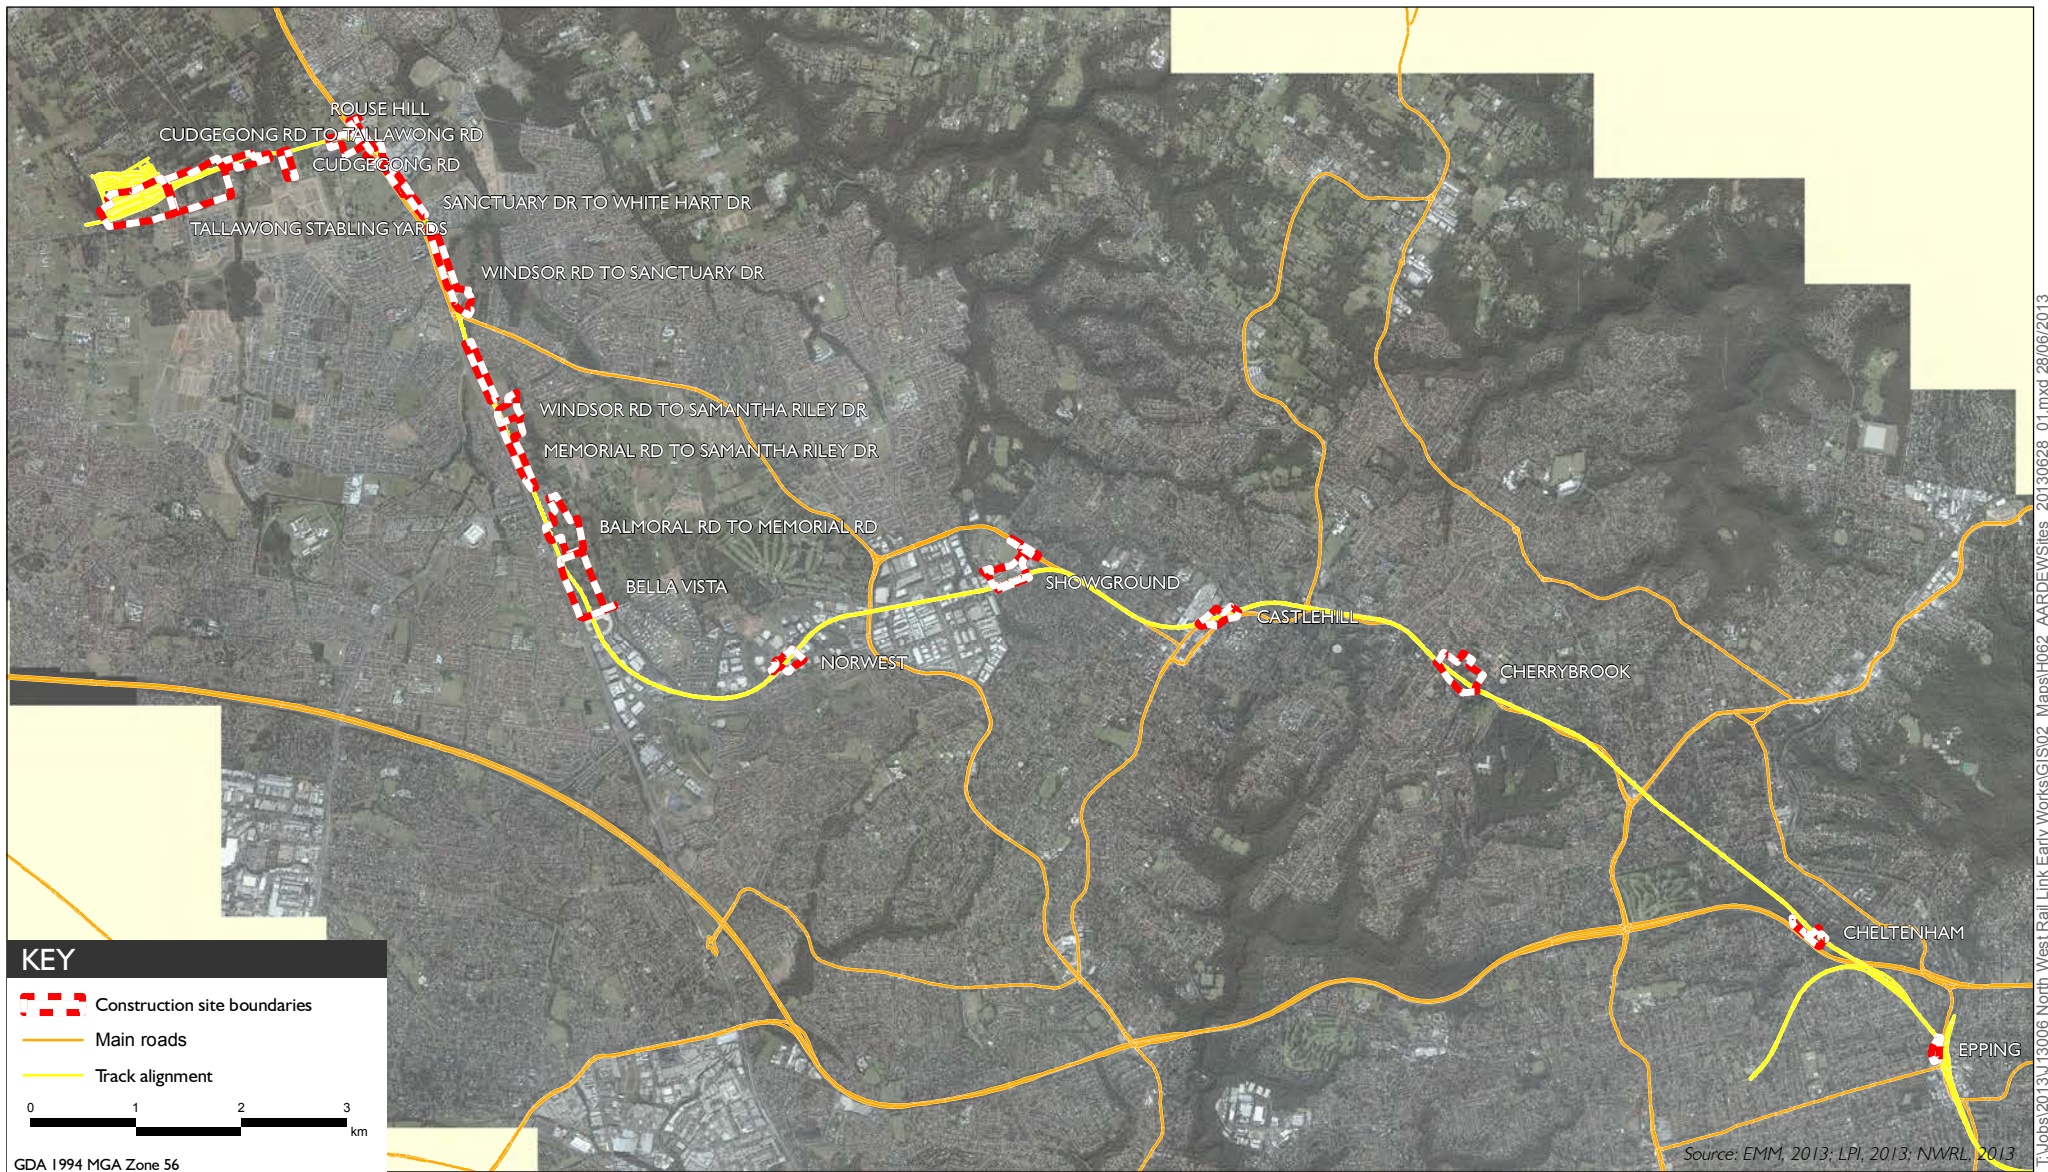 ROUSE HILL
CUDGEGONG RD TO TALLAWONG RD
CUDGEGONG RD
SANCTUARY DR TO WHITE HART DR
TALLAWONG STABLING YARDS
WINDSOR RD TO SANCTUARY DR
WINDSOR RD TO SAMANTHA RILEY DR
MEMORIAL RD TO SAMANTHA RILEY DR
BALMORAL RD TO MEMORIAL RD
BELLA VISTA
SHOWGROUND
CASTLEHILL
NORWEST
CHERRYBROOK
CHELTENHAM
EPPING
KEY
Construction site boundaries
Main roads
Track alignment
0 1 2 3
km
GDA 1994 MGA Zone 56
Source: EMM, 2013; LPI, 2013; NWRL, 2013
T:\Jobs\2013\J13006 North West Rail Link Early Works\GIS\02_Maps\H062_AARDEWSites_20130628_01.mxd 28/06/2013